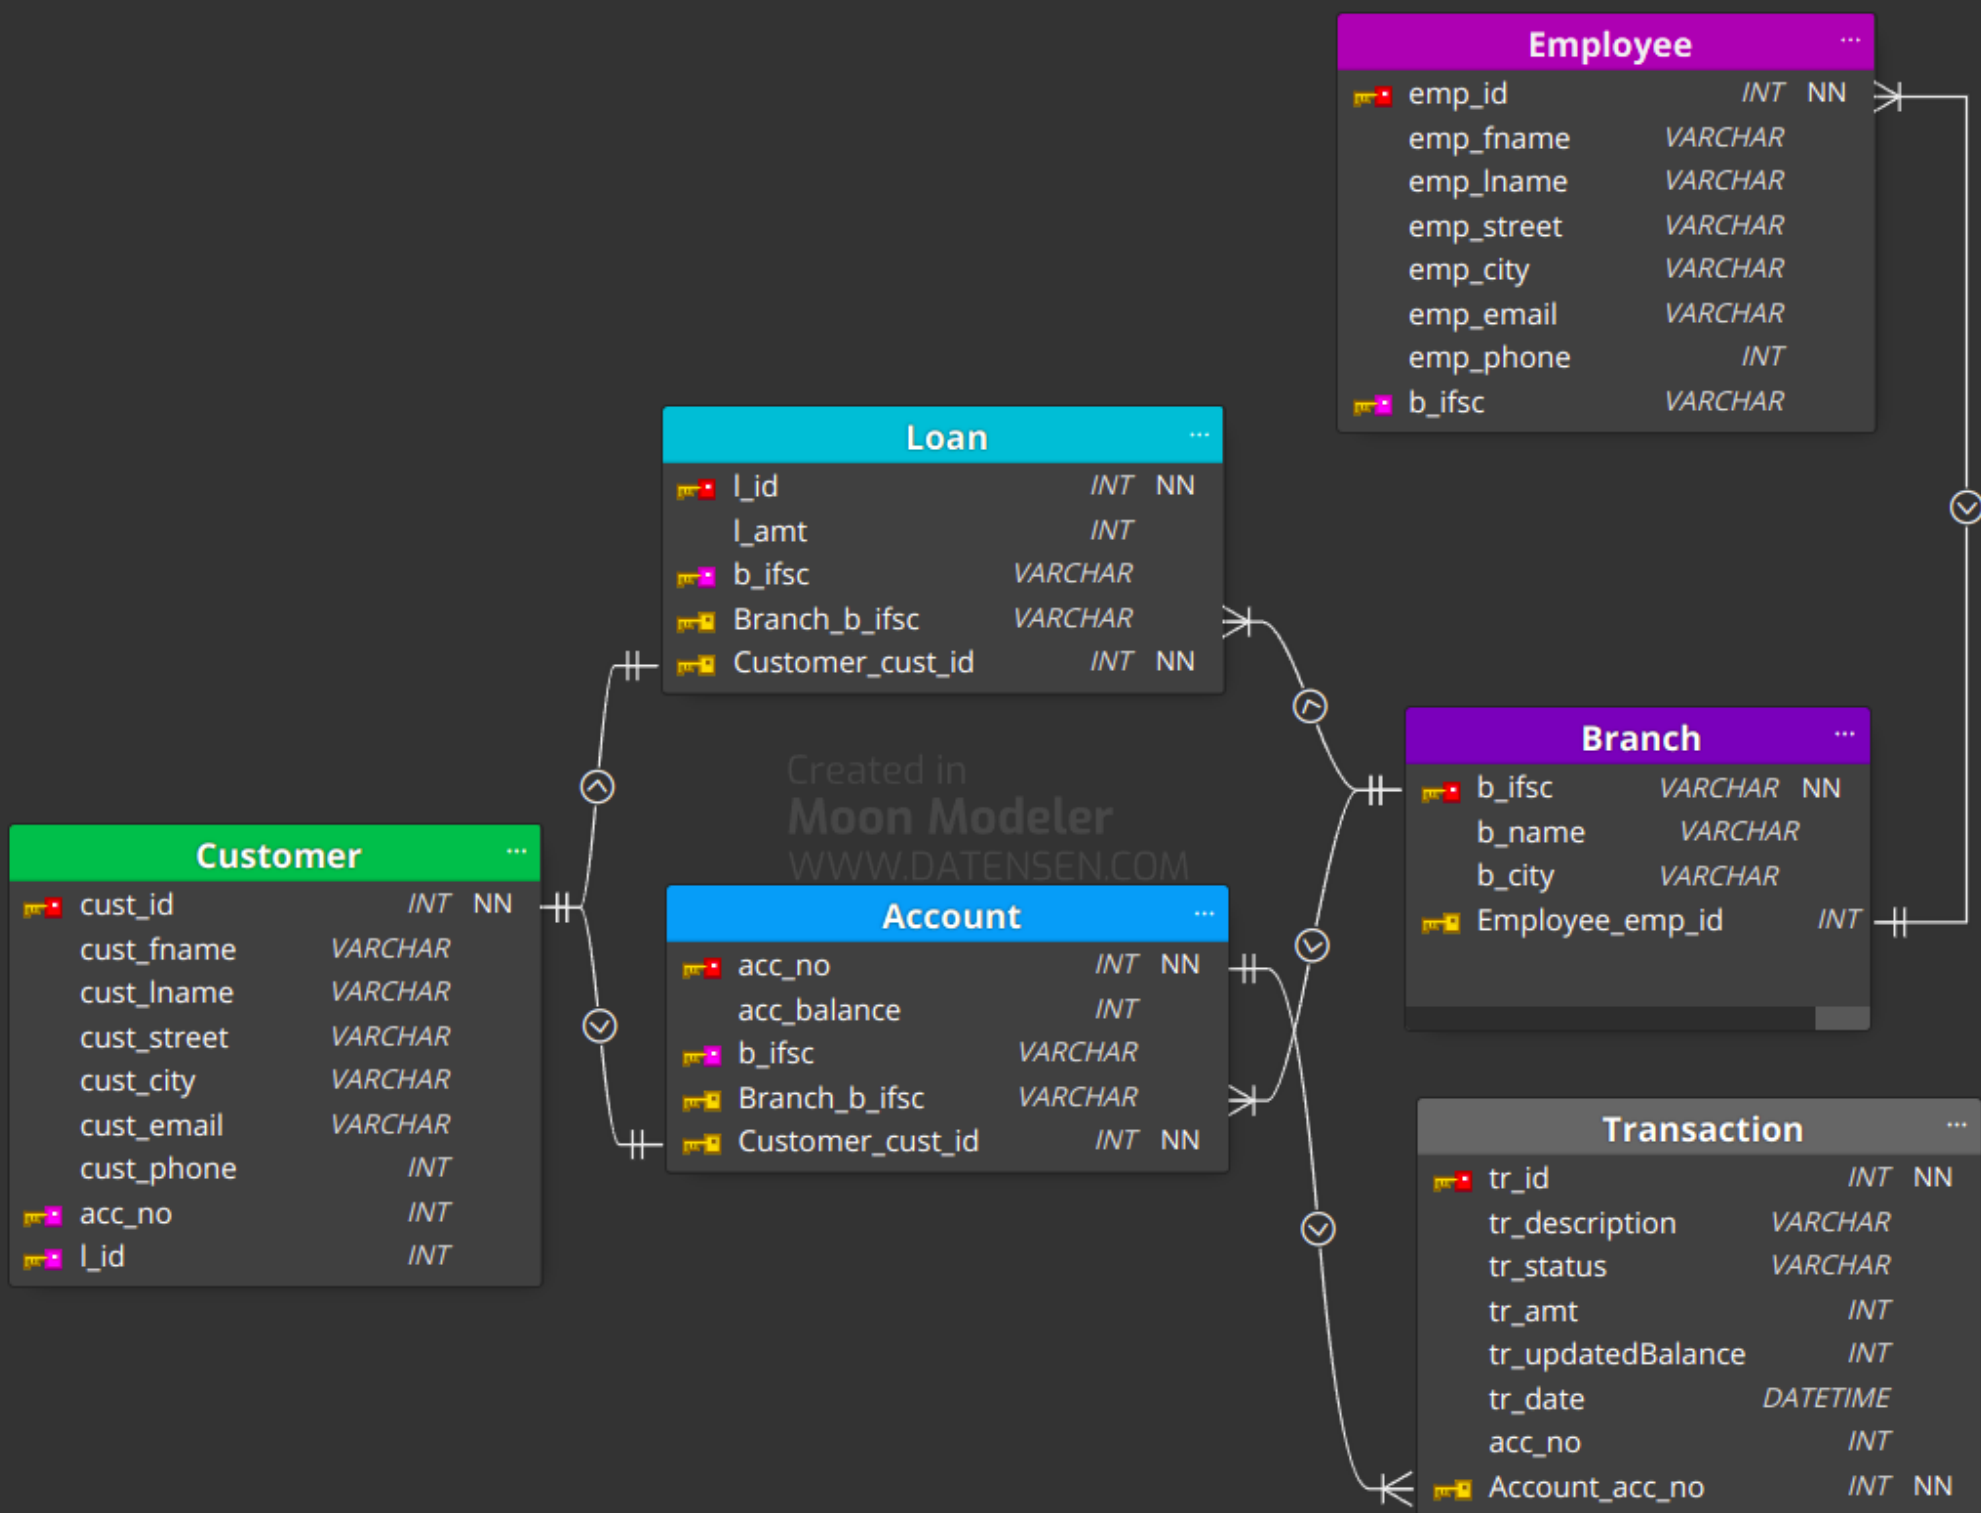 Employee ...
emp_id INT NN
emp_fname VARCHAR
emp_lname VARCHAR
emp_street VARCHAR
emp_city VARCHAR
emp_email VARCHAR
emp_phone INT
b_ifsc VARCHAR
Loan ...
l_id INT NN
l_amt INT
b_ifsc VARCHAR
Branch_b_ifsc VARCHAR
Customer_cust_id INT NN
Branch ...
b_ifsc VARCHAR NN
b_name VARCHAR
b_city VARCHAR
Employee_emp_id INT
Created in
Moon Modeler
WWW.DATENSEN.COM
Customer ...
cust_id INT NN
cust_fname VARCHAR
cust_lname VARCHAR
cust_street VARCHAR
cust_city VARCHAR
cust_email VARCHAR
cust_phone INT
acc_no INT
l_id INT
Account ...
acc_no INT NN
acc_balance INT
b_ifsc VARCHAR
Branch_b_ifsc VARCHAR
Customer_cust_id INT NN
Transaction ...
tr_id INT NN
tr_description VARCHAR
tr_status VARCHAR
tr_amt INT
tr_updatedBalance INT
tr_date DATETIME
acc_no INT
Account_acc_no INT NN